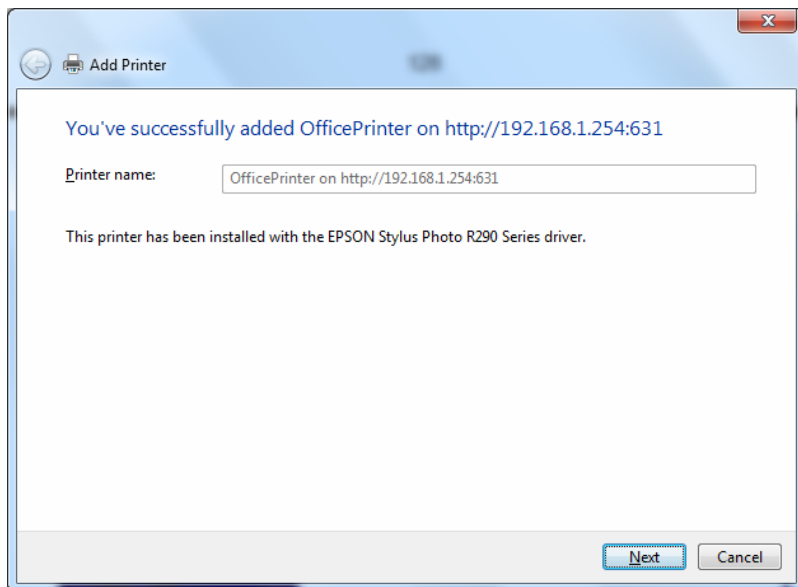 Add Printer
You've successfully added OfficePrinter on http://192.168.1.254:631
Printer name:
OfficePrinter on http://192.168.1.254:631
This printer has been installed with the EPSON Stylus Photo R290 Series driver.
Next
Cancel